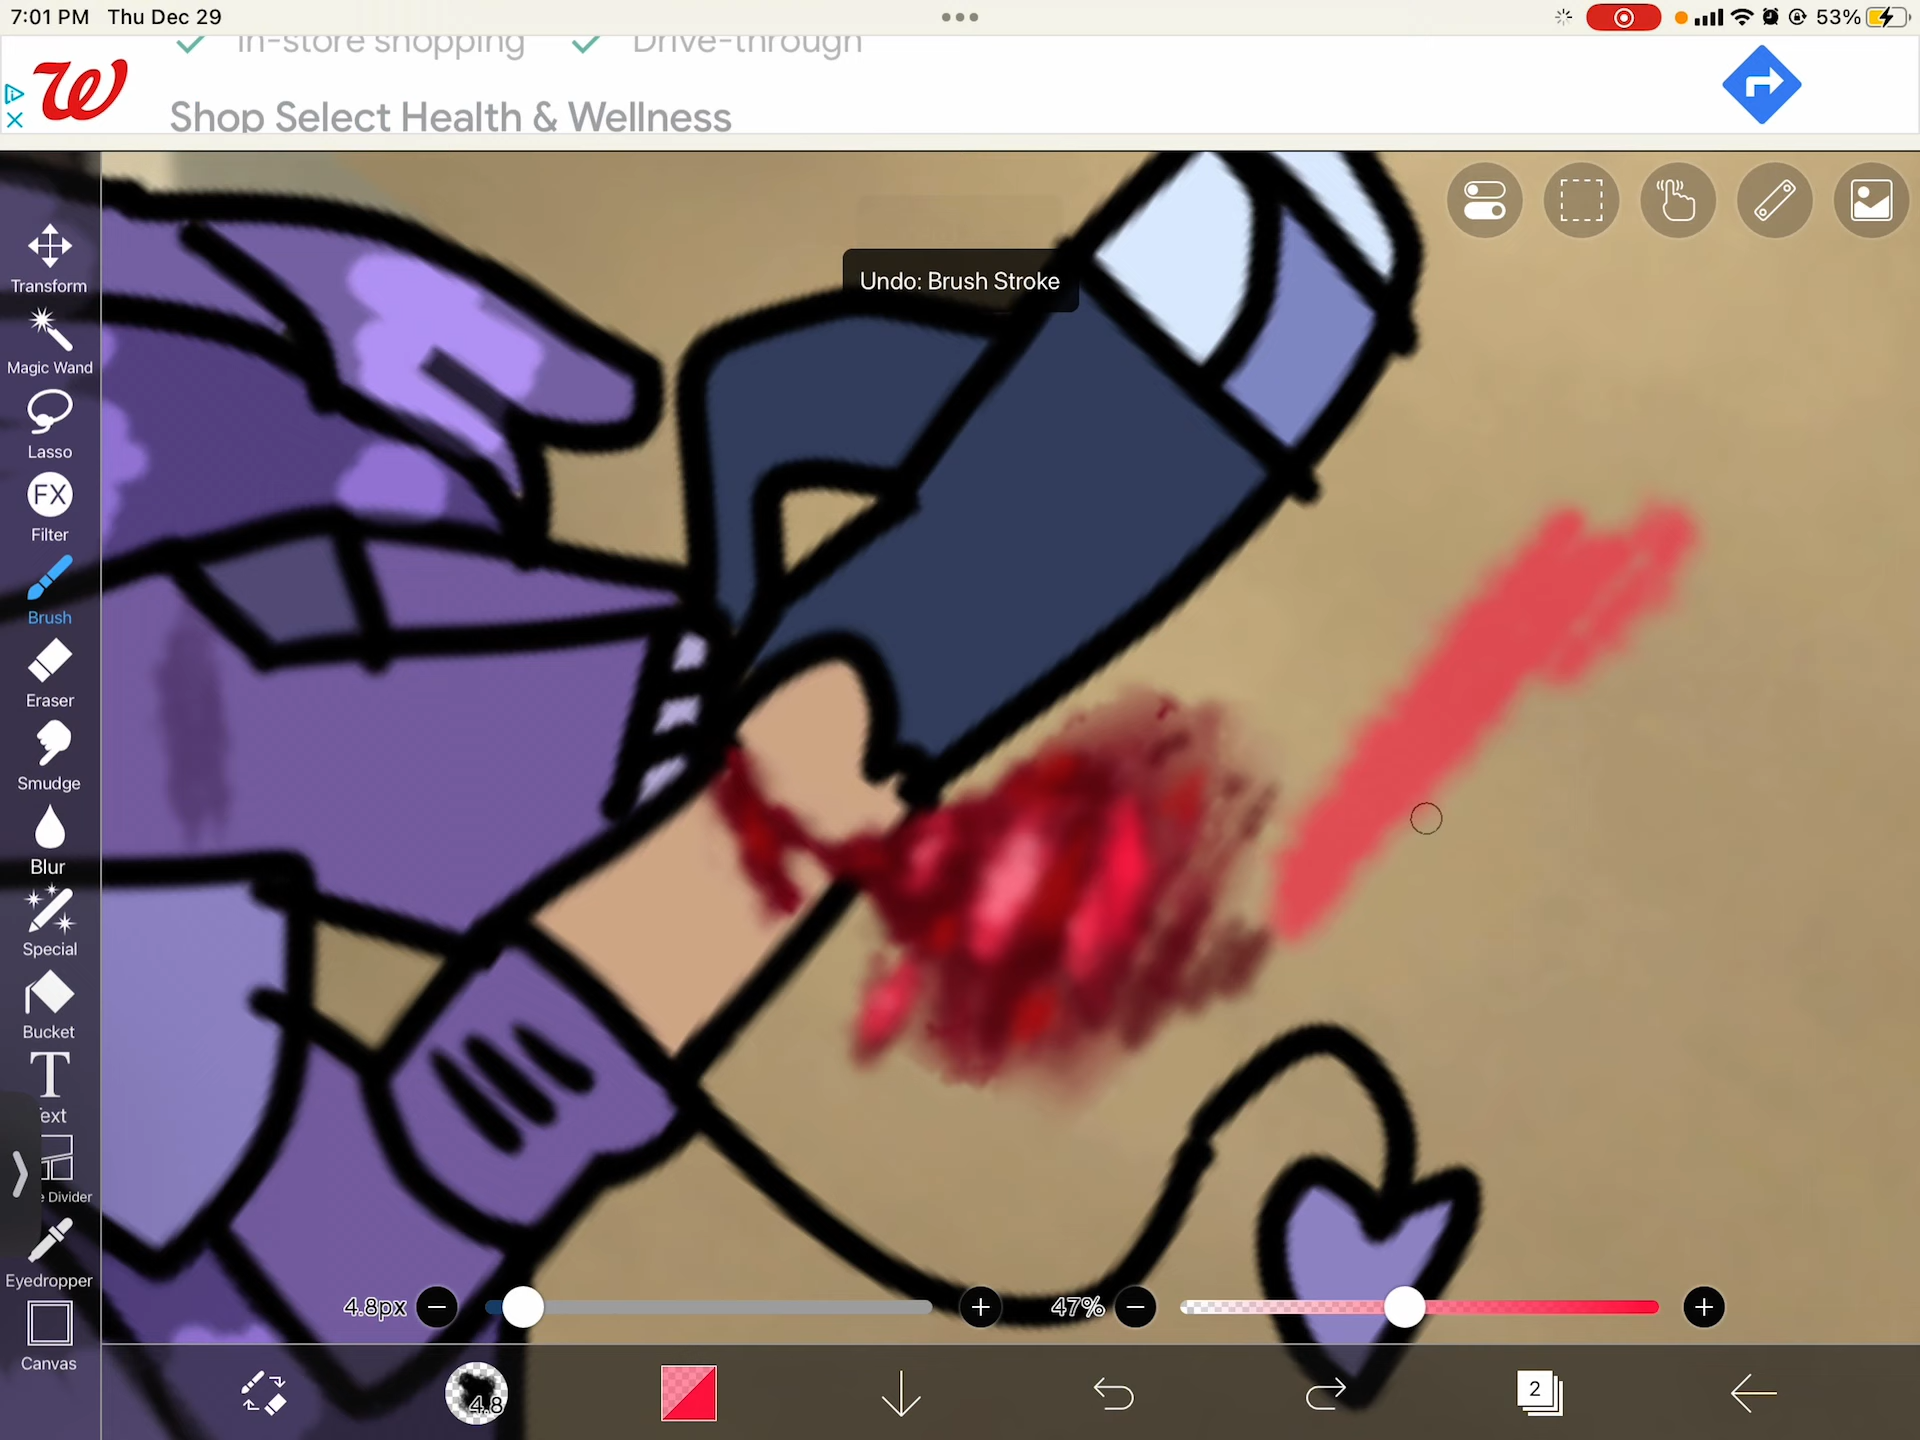 7:01 PM Thu Dec 29
53%
In-store shopping Drive-through
W
Shop Select Health & Wellness
Undo: Brush Stroke
Transform
Magic Wand
Lasso
FX
Filter
Brush
Eraser
Smudge
Blur
Special
Bucket
T
ext
e Divider
Eyedropper
Canvas
4.8px
47%
4.8
2